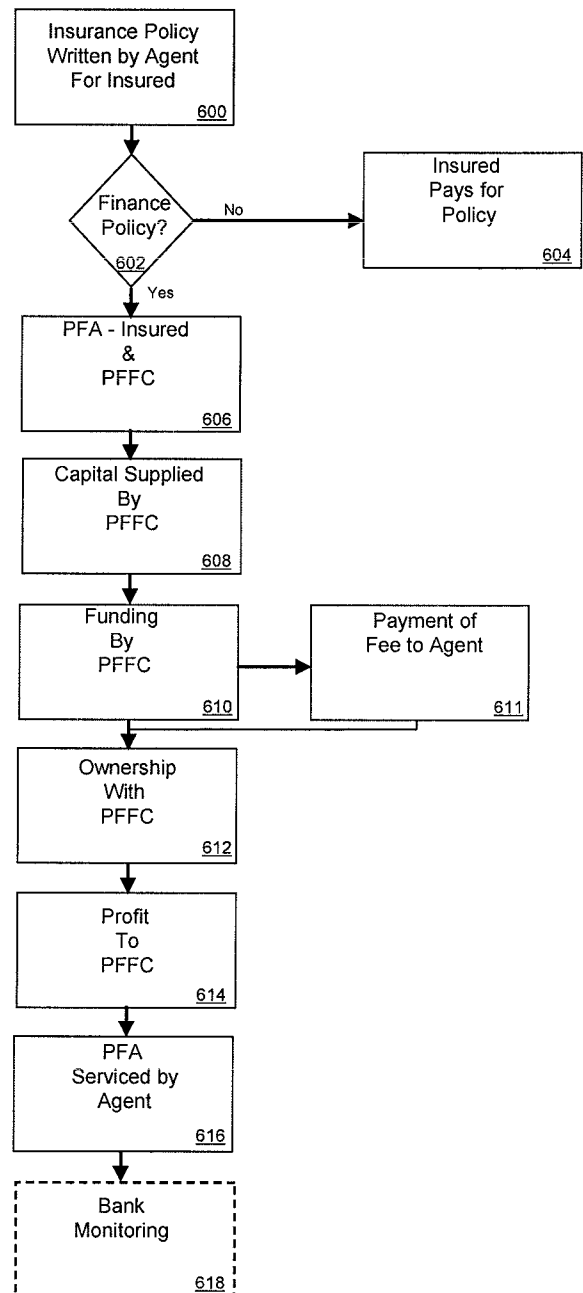 Insurance Policy
Written by Agent
For Insured
600
Finance
Policy?
602
No
Insured
Pays for
Policy
604
Yes
PFA - Insured
&
PFFC
606
Capital Supplied
By
PFFC
608
Funding
By
PFFC
610
Payment of
Fee to Agent
611
Ownership
With
PFFC
612
Profit
To
PFFC
614
PFA
Serviced by
Agent
616
Bank
Monitoring
618